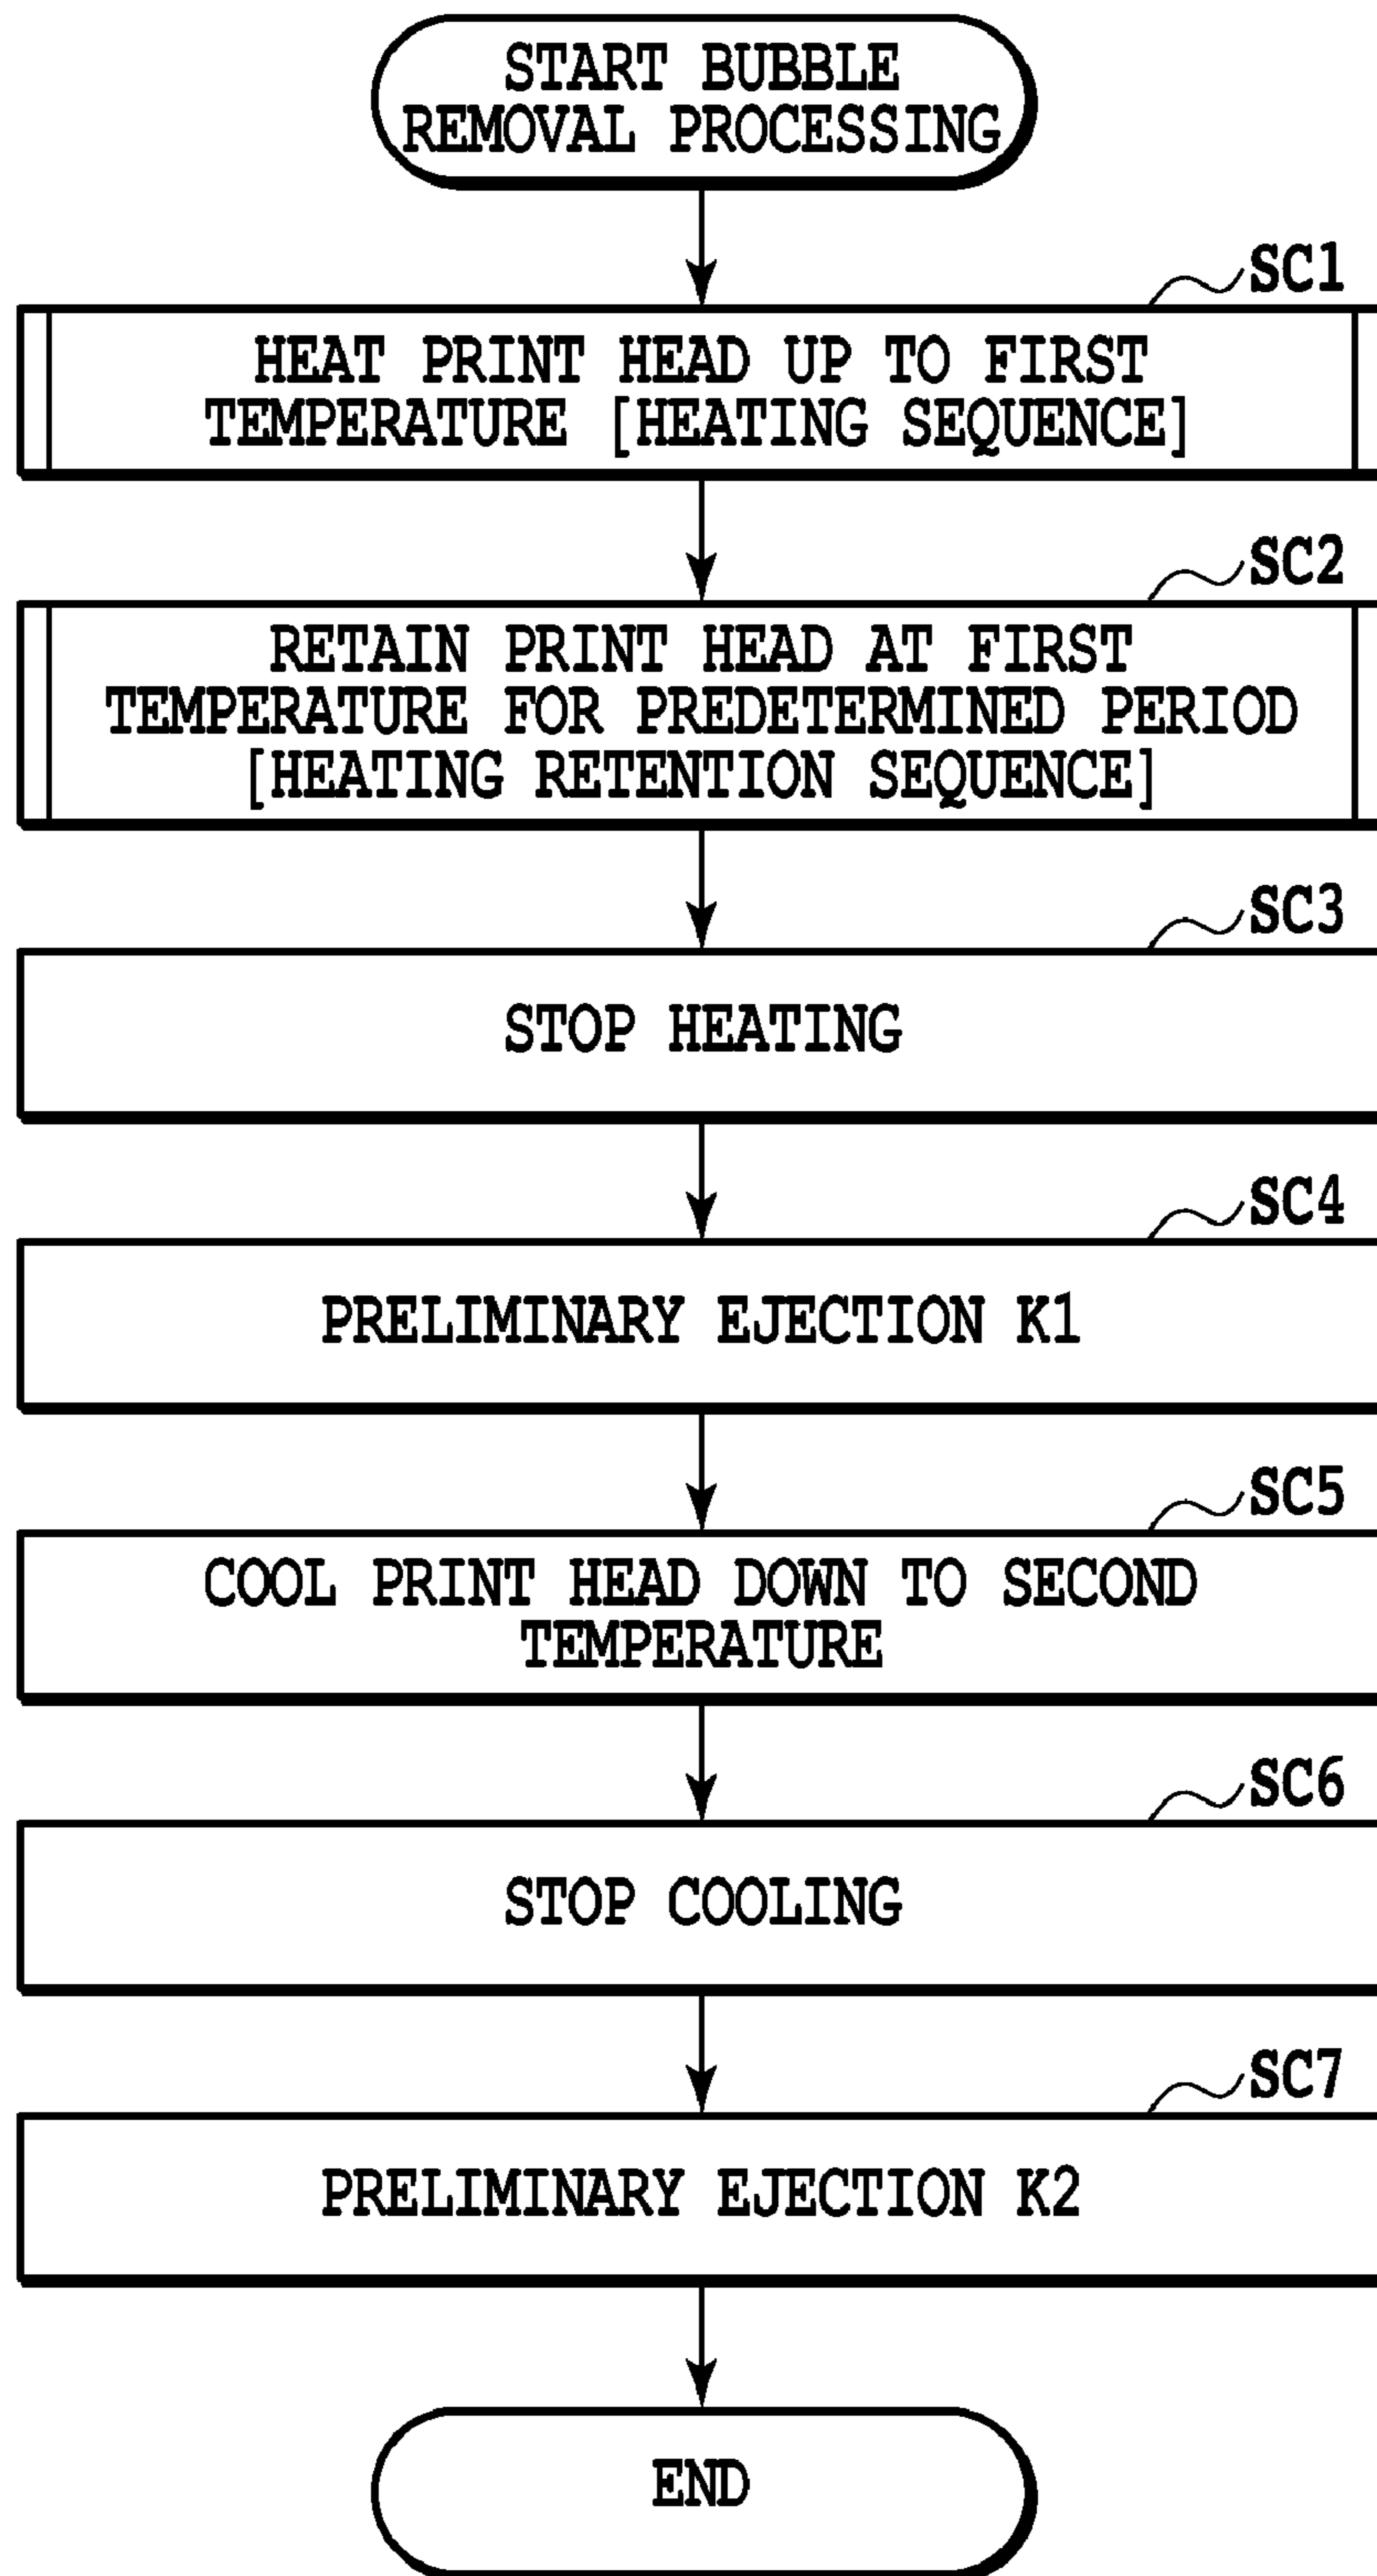 START BUBBLE
REMOVAL PROCESSING
SC1
HEAT PRINT HEAD UP TO FIRST
TEMPERATURE [HEATING SEQUENCE]
SC2
RETAIN PRINT HEAD AT FIRST
TEMPERATURE FOR PREDETERMINED PERIOD
[HEATING RETENTION SEQUENCE]
SC3
STOP HEATING
SC4
PRELIMINARY EJECTION K1
SC5
COOL PRINT HEAD DOWN TO SECOND
TEMPERATURE
SC6
STOP COOLING
SC7
PRELIMINARY EJECTION K2
END